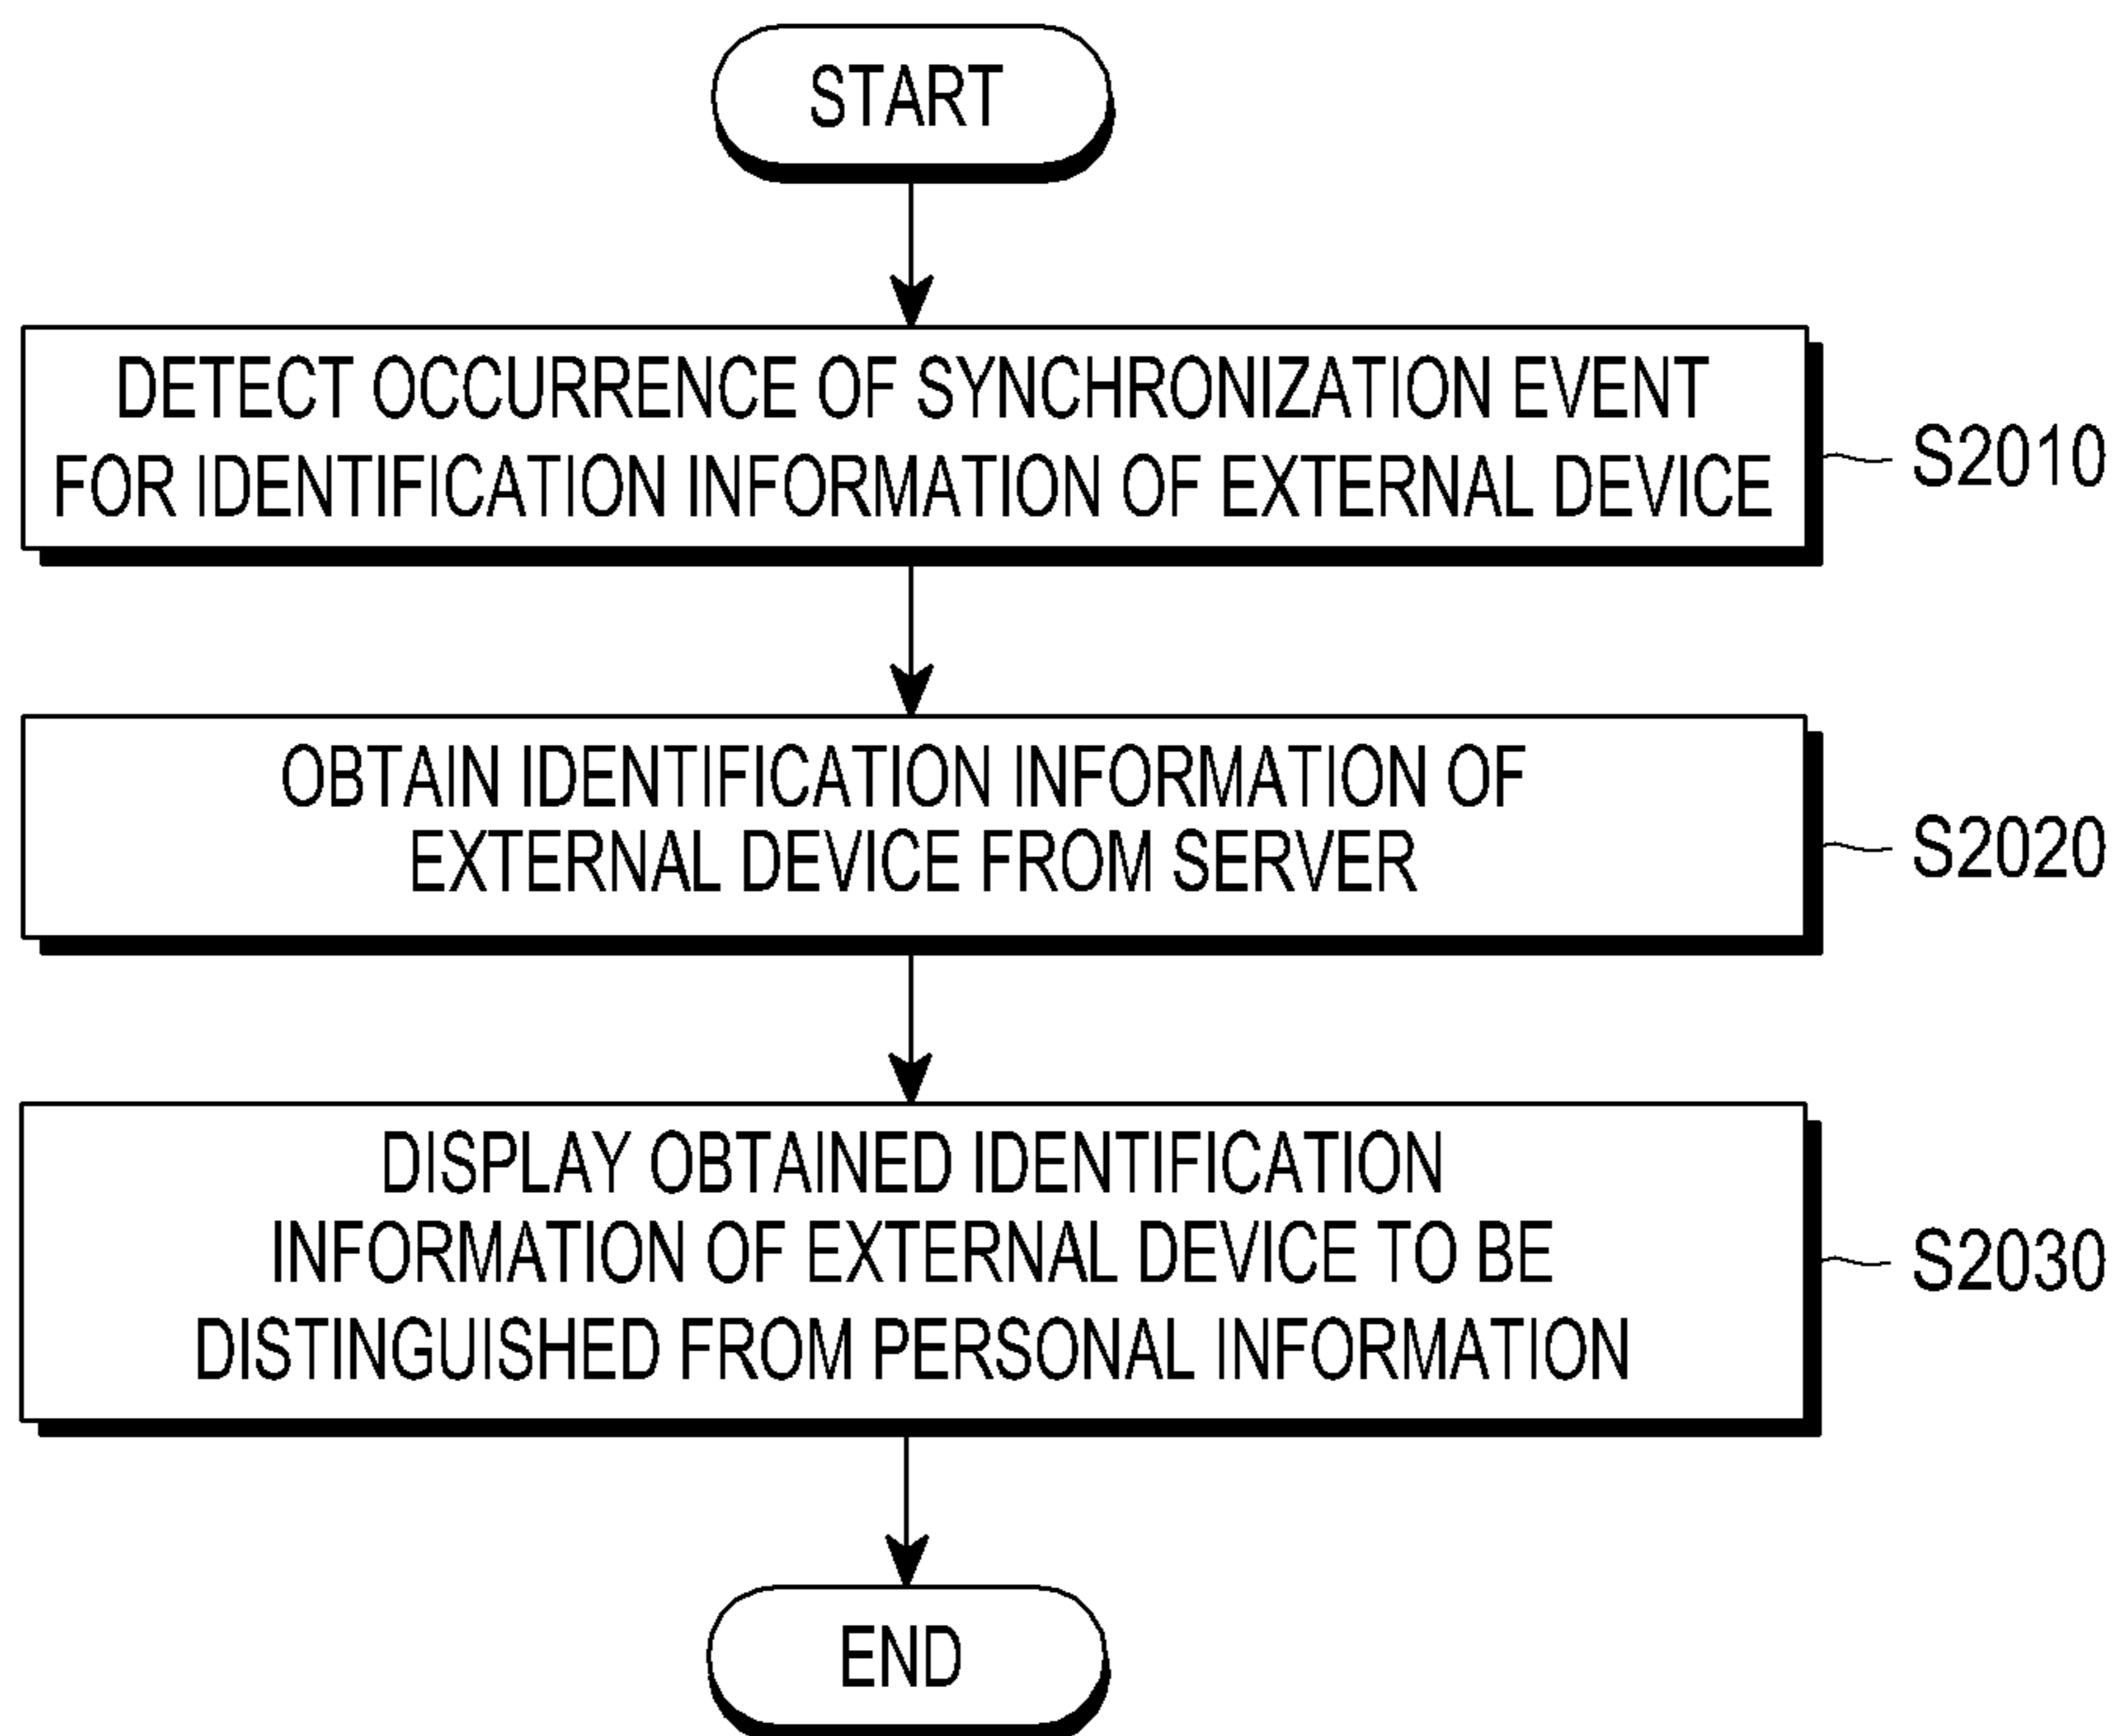 START
DETECT OCCURRENCE OF SYNCHRONIZATION EVENT
FOR IDENTIFICATION INFORMATION OF EXTERNAL DEVICE
S2010
OBTAIN IDENTIFICATION INFORMATION OF
EXTERNAL DEVICE FROM SERVER
S2020
DISPLAY OBTAINED IDENTIFICATION
INFORMATION OF EXTERNAL DEVICE TO BE
DISTINGUISHED FROM PERSONAL INFORMATION
S2030
END